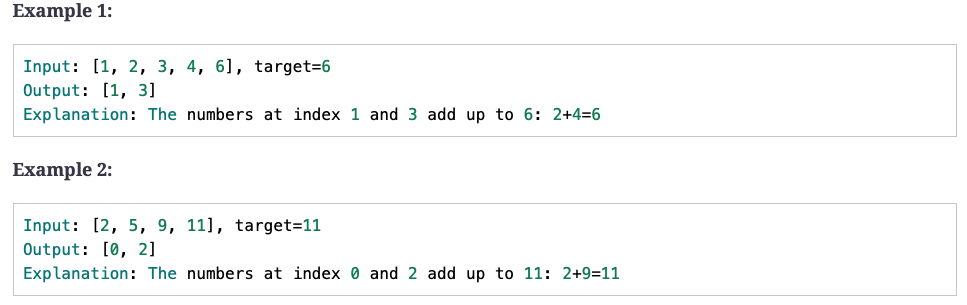 Example 1:
Input: [1, 2, 3, 4, 6], target=6
Output: [1, 3]
Explanation: The numbers at index 1 and 3 add up to 6: 2+4=6
Example 2:
Input: [2, 5, 9, 11], target=11
Output: [0, 2]
Explanation: The numbers at index 0 and 2 add up to 11: 2+9=11